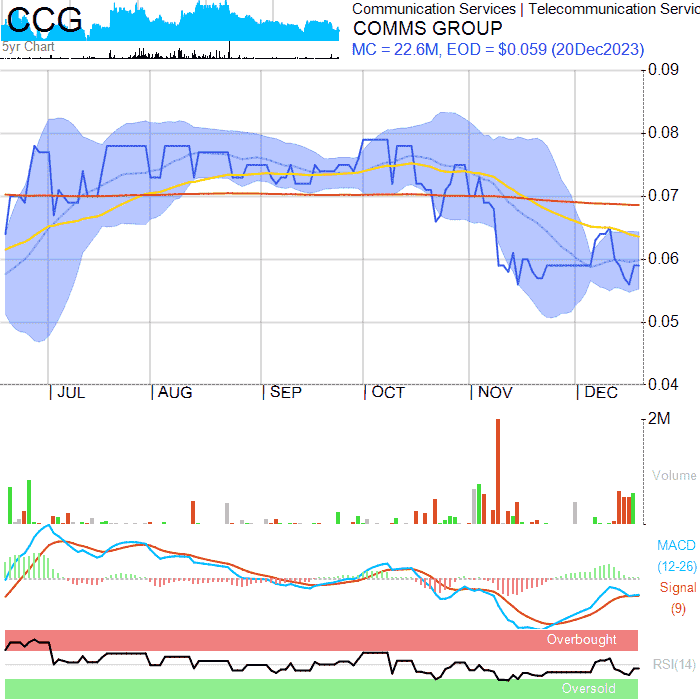 CCG
5yr Chart
Communication Services | Telecommunication Servic
COMMS GROUP
MC = 22.6M, EOD = $0.059 (20Dec2023)
0.09
0.08
0.07
0.06
0.05
0.04
JUL
AUG
SEP
OCT
NOV
DEC
2M
Volume
MACD
(12-26)
Signal
(9)
Overbought
RSI(14)
Oversold